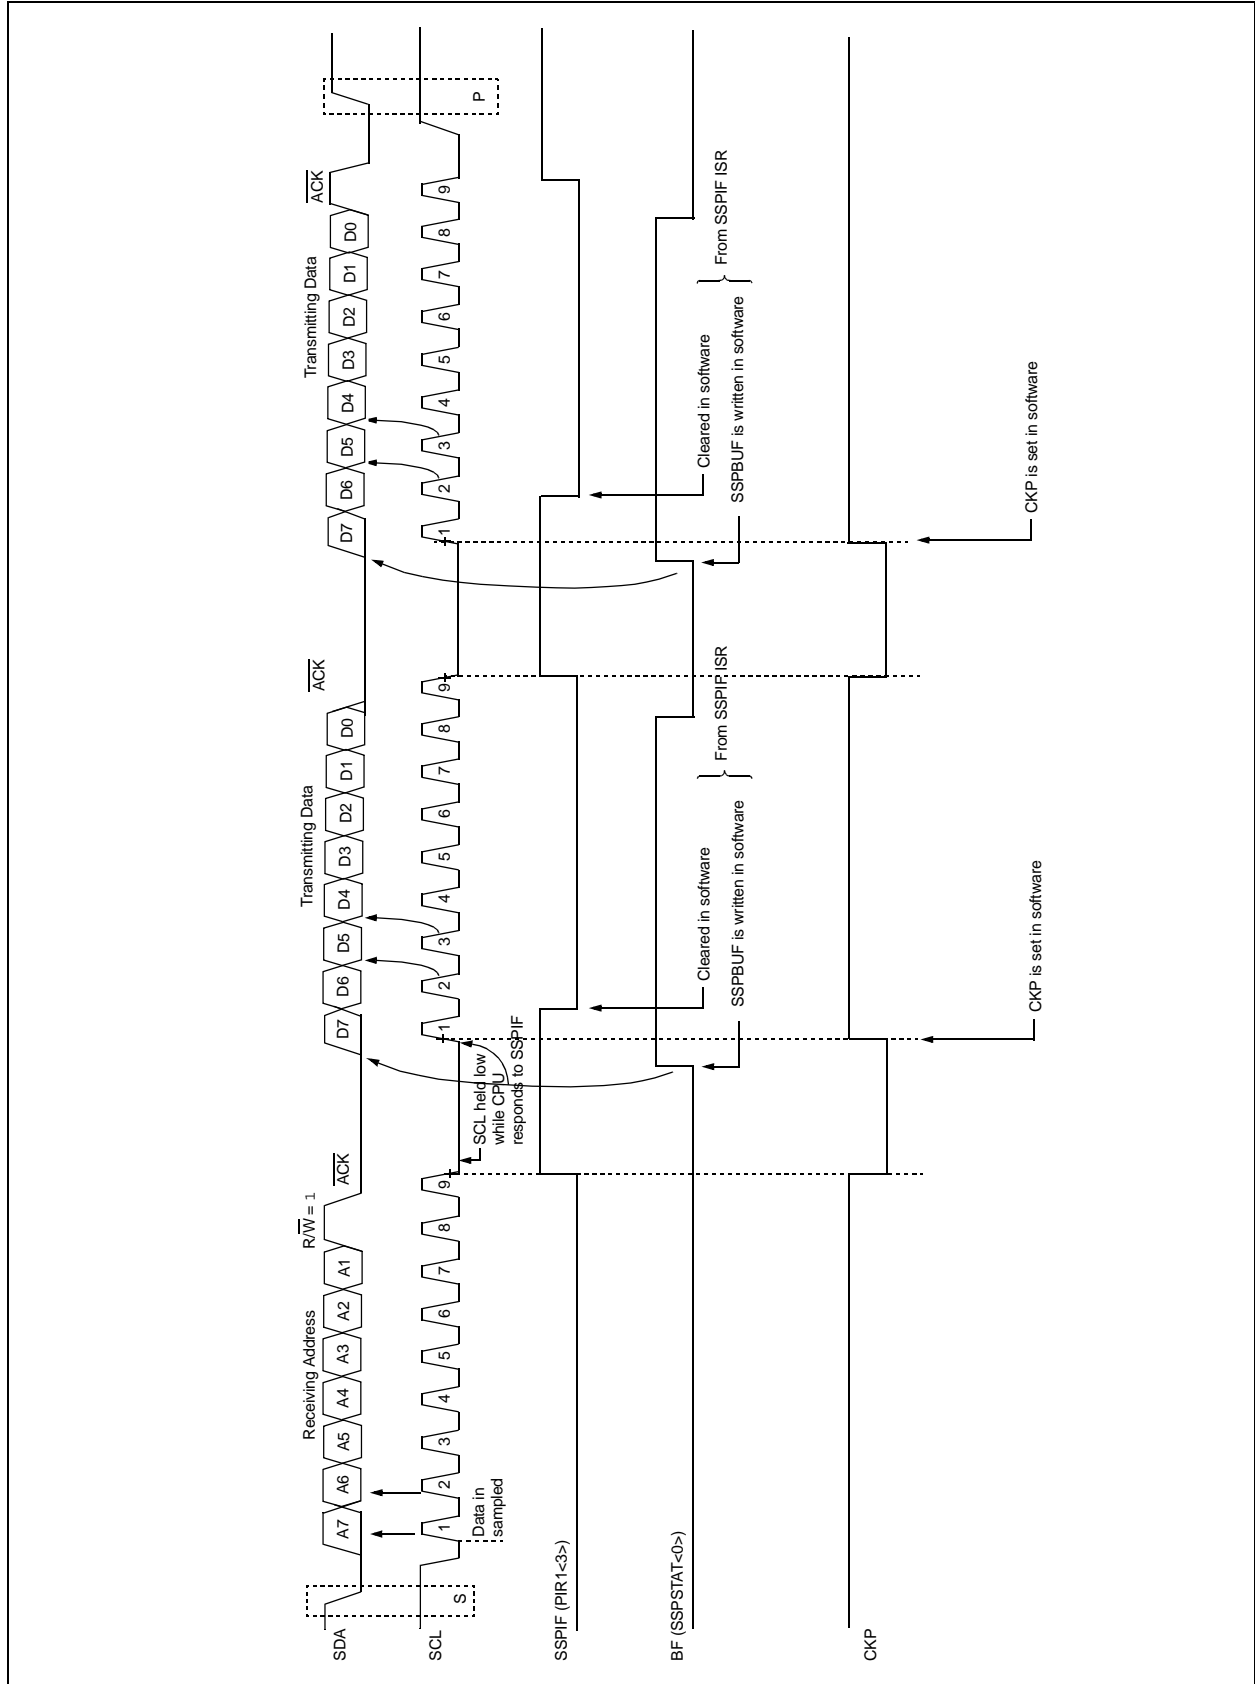 Receiving Address
R/W = 1
ACK
Transmitting Data
ACK
Transmitting Data
ACK
SDA
A7
A6
A5
A4
A3
A2
A1
D7
D6
D5
D4
D3
D2
D1
D0
D7
D6
D5
D4
D3
D2
D1
D0
SCL
S
1
2
3
4
5
6
7
8
9
1
2
3
4
5
6
7
8
9
1
2
3
4
5
6
7
8
9
P
Data in
sampled
SCL held low
while CPU
responds to SSPIF
SSPIF (PIR1<3>)
BF (SSPSTAT<0>)
Cleared in software
From SSPIF ISR
SSPBUF is written in software
Cleared in software
From SSPIF ISR
SSPBUF is written in software
CKP
CKP is set in software
CKP is set in software